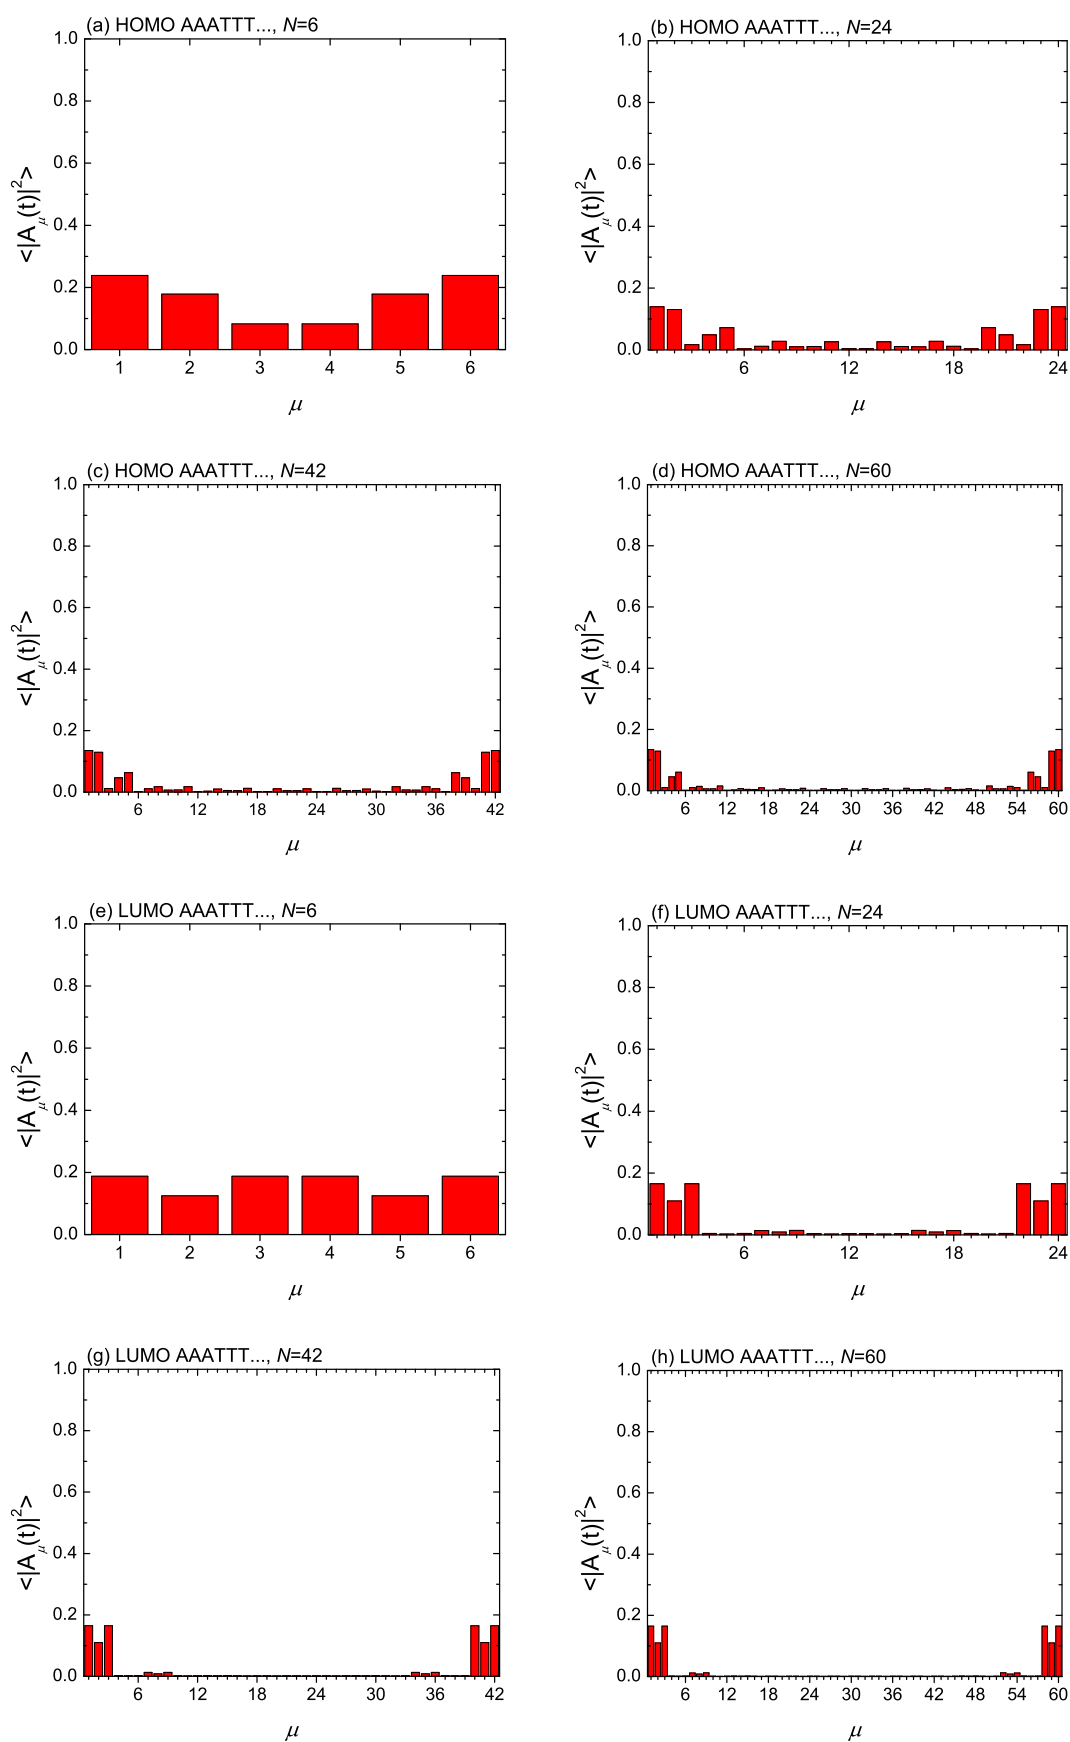 (a) HOMO AAATTT..., N=6
1.0
0.8
0.6
0.4
0.2
0.0
<|Aμ(t)|²>
1 2 3 4 5 6
μ
(b) HOMO AAATTT..., N=24
1.0
0.8
0.6
0.4
0.2
0.0
<|Aμ(t)|²>
6 12 18 24
μ
(c) HOMO AAATTT..., N=42
1.0
0.8
0.6
0.4
0.2
0.0
<|Aμ(t)|²>
6 12 18 24 30 36 42
μ
(d) HOMO AAATTT..., N=60
1.0
0.8
0.6
0.4
0.2
0.0
<|Aμ(t)|²>
6 12 18 24 30 36 42 48 54 60
μ
(e) LUMO AAATTT..., N=6
1.0
0.8
0.6
0.4
0.2
0.0
<|Aμ(t)|²>
1 2 3 4 5 6
μ
(f) LUMO AAATTT..., N=24
1.0
0.8
0.6
0.4
0.2
0.0
<|Aμ(t)|²>
6 12 18 24
μ
(g) LUMO AAATTT..., N=42
1.0
0.8
0.6
0.4
0.2
0.0
<|Aμ(t)|²>
6 12 18 24 30 36 42
μ
(h) LUMO AAATTT..., N=60
1.0
0.8
0.6
0.4
0.2
0.0
<|Aμ(t)|²>
6 12 18 24 30 36 42 48 54 60
μ